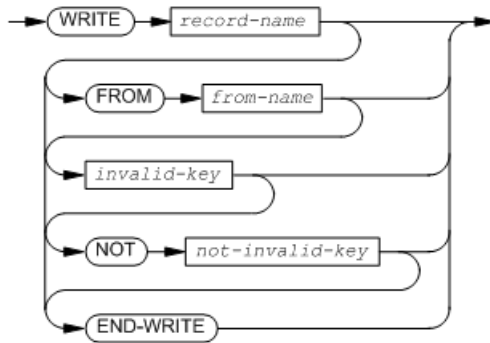 WRITE record-name
FROM from-name
invalid-key
NOT not-invalid-key
END-WRITE